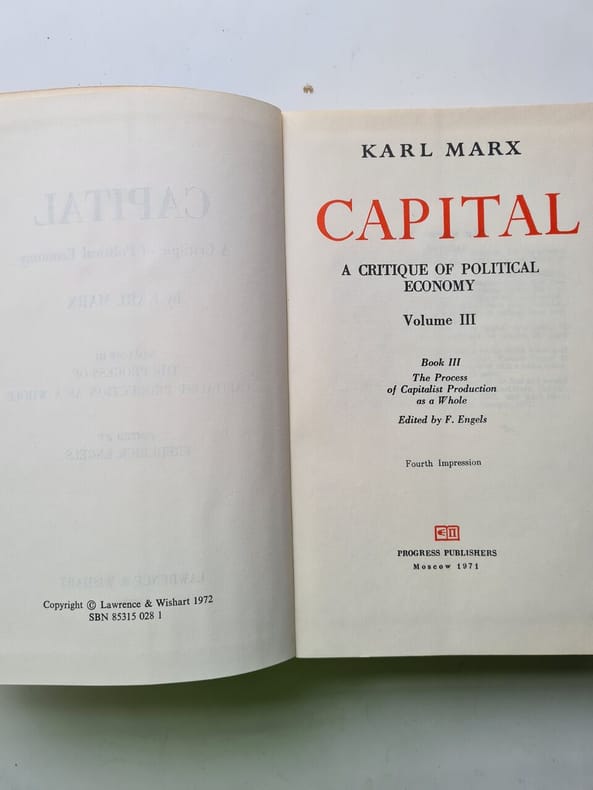 Copyright © Lawrence & Wishart 1972
SBN 85315 028 1
KARL MARX
CAPITAL
A CRITIQUE OF POLITICAL
ECONOMY
Volume III
Book III
The Process
of Capitalist Production
as a Whole
Edited by F. Engels
Fourth Impression
PROGRESS PUBLISHERS
Moscow 1971